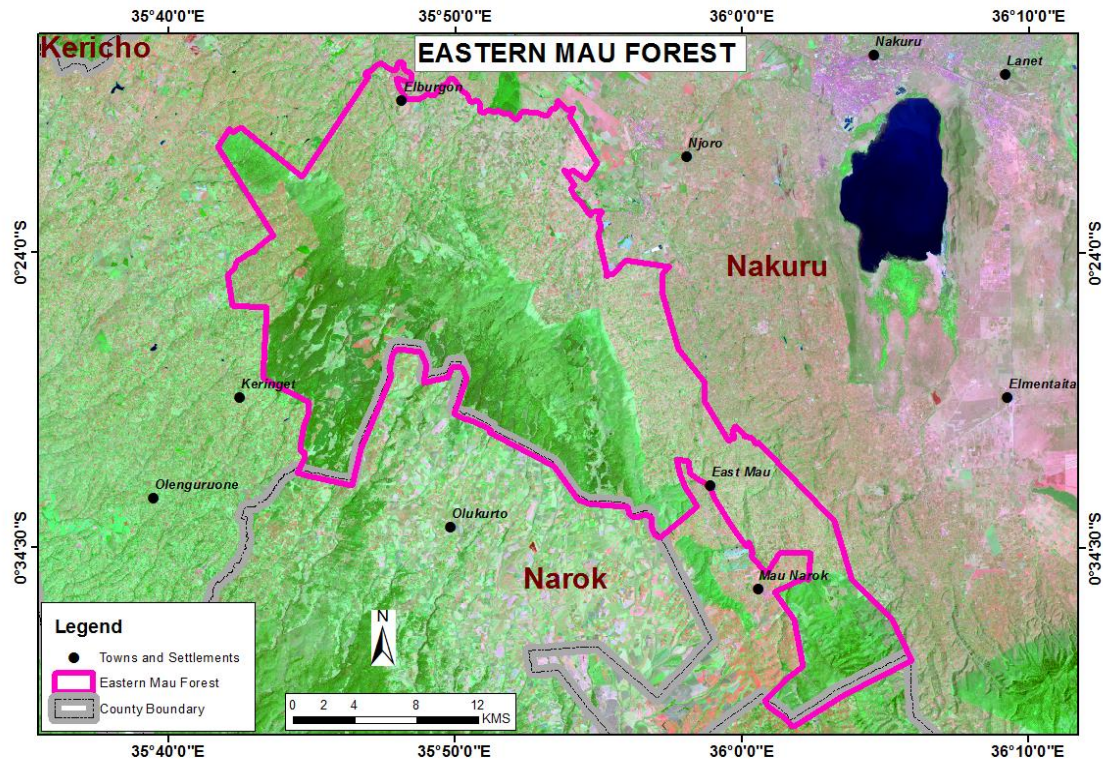 35°40'0"E
35°50'0"E
36°0'0"E
36°10'0"E
Kericho
EASTERN MAU FOREST
Nakuru
Lanet
Elburgon
Njoro
0°24'0"S
0°24'0"S
Nakuru
Keringet
Elmentaita
East Mau
Olenguruone
Olukurto
0°34'30"S
0°34'30"S
Narok
Mau Narok
Legend
Towns and Settlements
Eastern Mau Forest
County Boundary
N
0 2 4 8 12
KMS
35°40'0"E
35°50'0"E
36°0'0"E
36°10'0"E